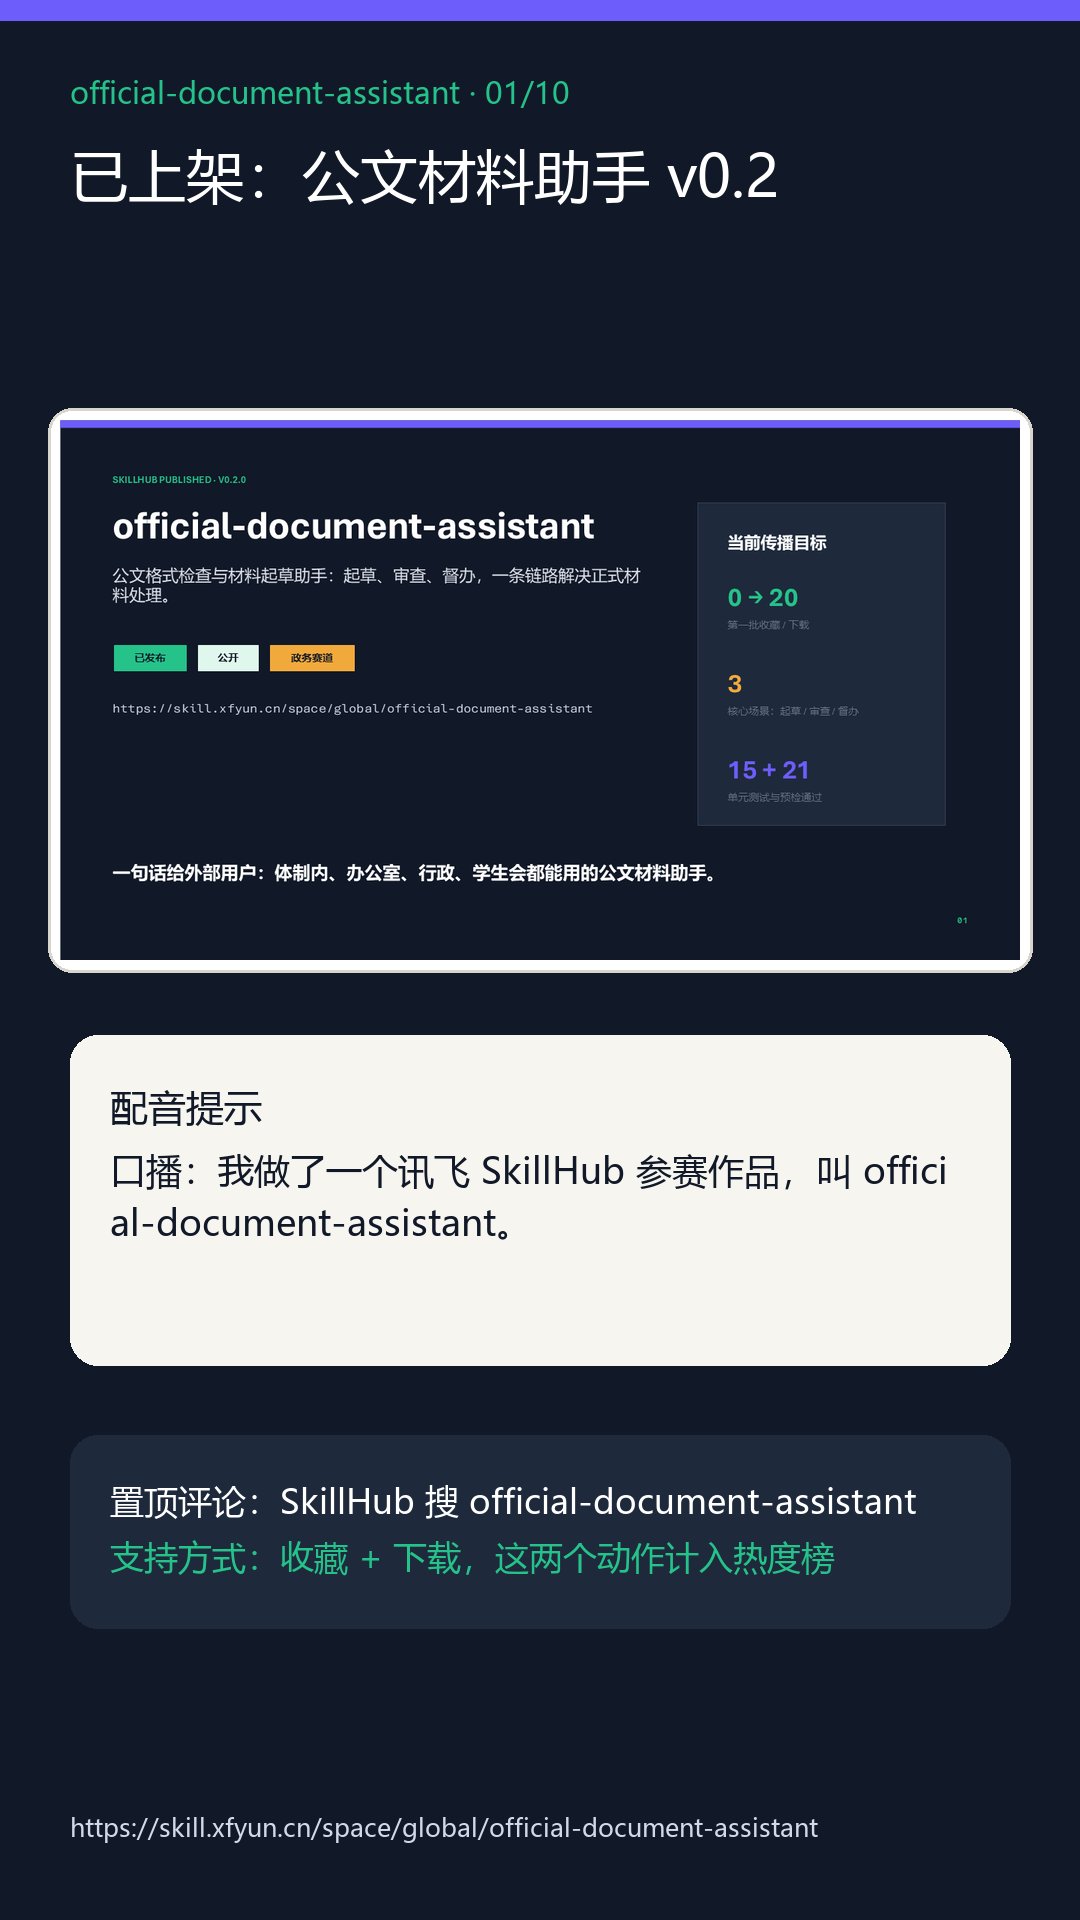 official-document-assistant · 01/10
已上架：公文材料助手 v0.2
SKILLHUB PUBLISHED · V0.2.0
official-document-assistant
公文格式检查与材料起草助手：起草、审查、督办，一条链路解决正式材
料处理。
已发布 公开 政务赛道
https://skill.xfyun.cn/space/global/official-document-assistant
当前传播目标
0 → 20
第一批收藏 / 下载
3
核心场景：起草 / 审查 / 督办
15 + 21
单元测试与预检通过
一句话给外部用户：体制内、办公室、行政、学生会都能用的公文材料助手。
01
配音提示
口播：我做了一个讯飞 SkillHub 参赛作品，叫 offici
al-document-assistant。
置顶评论：SkillHub 搜 official-document-assistant
支持方式：收藏 + 下载，这两个动作计入热度榜
https://skill.xfyun.cn/space/global/official-document-assistant